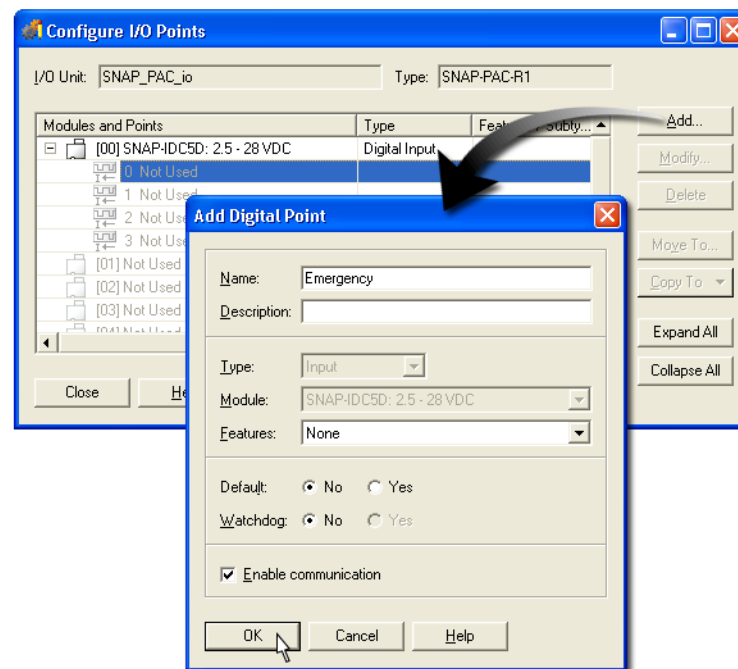 Configure I/O Points
I/O Unit: SNAP_PAC_io Type: SNAP-PAC-R1
Modules and Points Type
[00] SNAP-IDC5D: 2.5 - 28 VDC Digital Input
0 Not Used
1 Not Used
2 Not Use
3 Not Us
[01] Not Used
[02] Not Used
[03] Not Used
Add...
Modify...
Delete
Move To...
Copy To
Expand All
Collapse All
Close
Add Digital Point
Name: Emergency
Description:
Type: Input
Module: SNAP-IDC5D: 2.5 - 28 VDC
Features: None
Default: No Yes
Watchdog: No Yes
Enable communication
OK Cancel Help